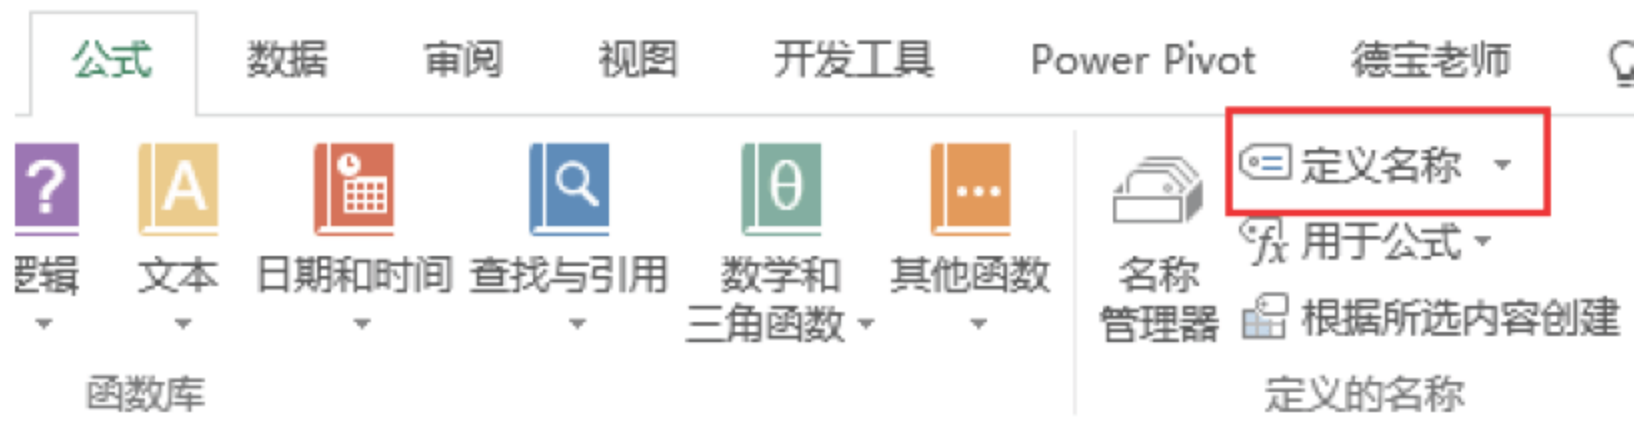 公式 数据 审阅 视图 开发工具 Power Pivot 德宝老师
逻辑 文本 日期和时间 查找与引用 数学和 三角函数 其他函数
函数库
名称 管理器
定义名称
用于公式
根据所选内容创建
定义的名称